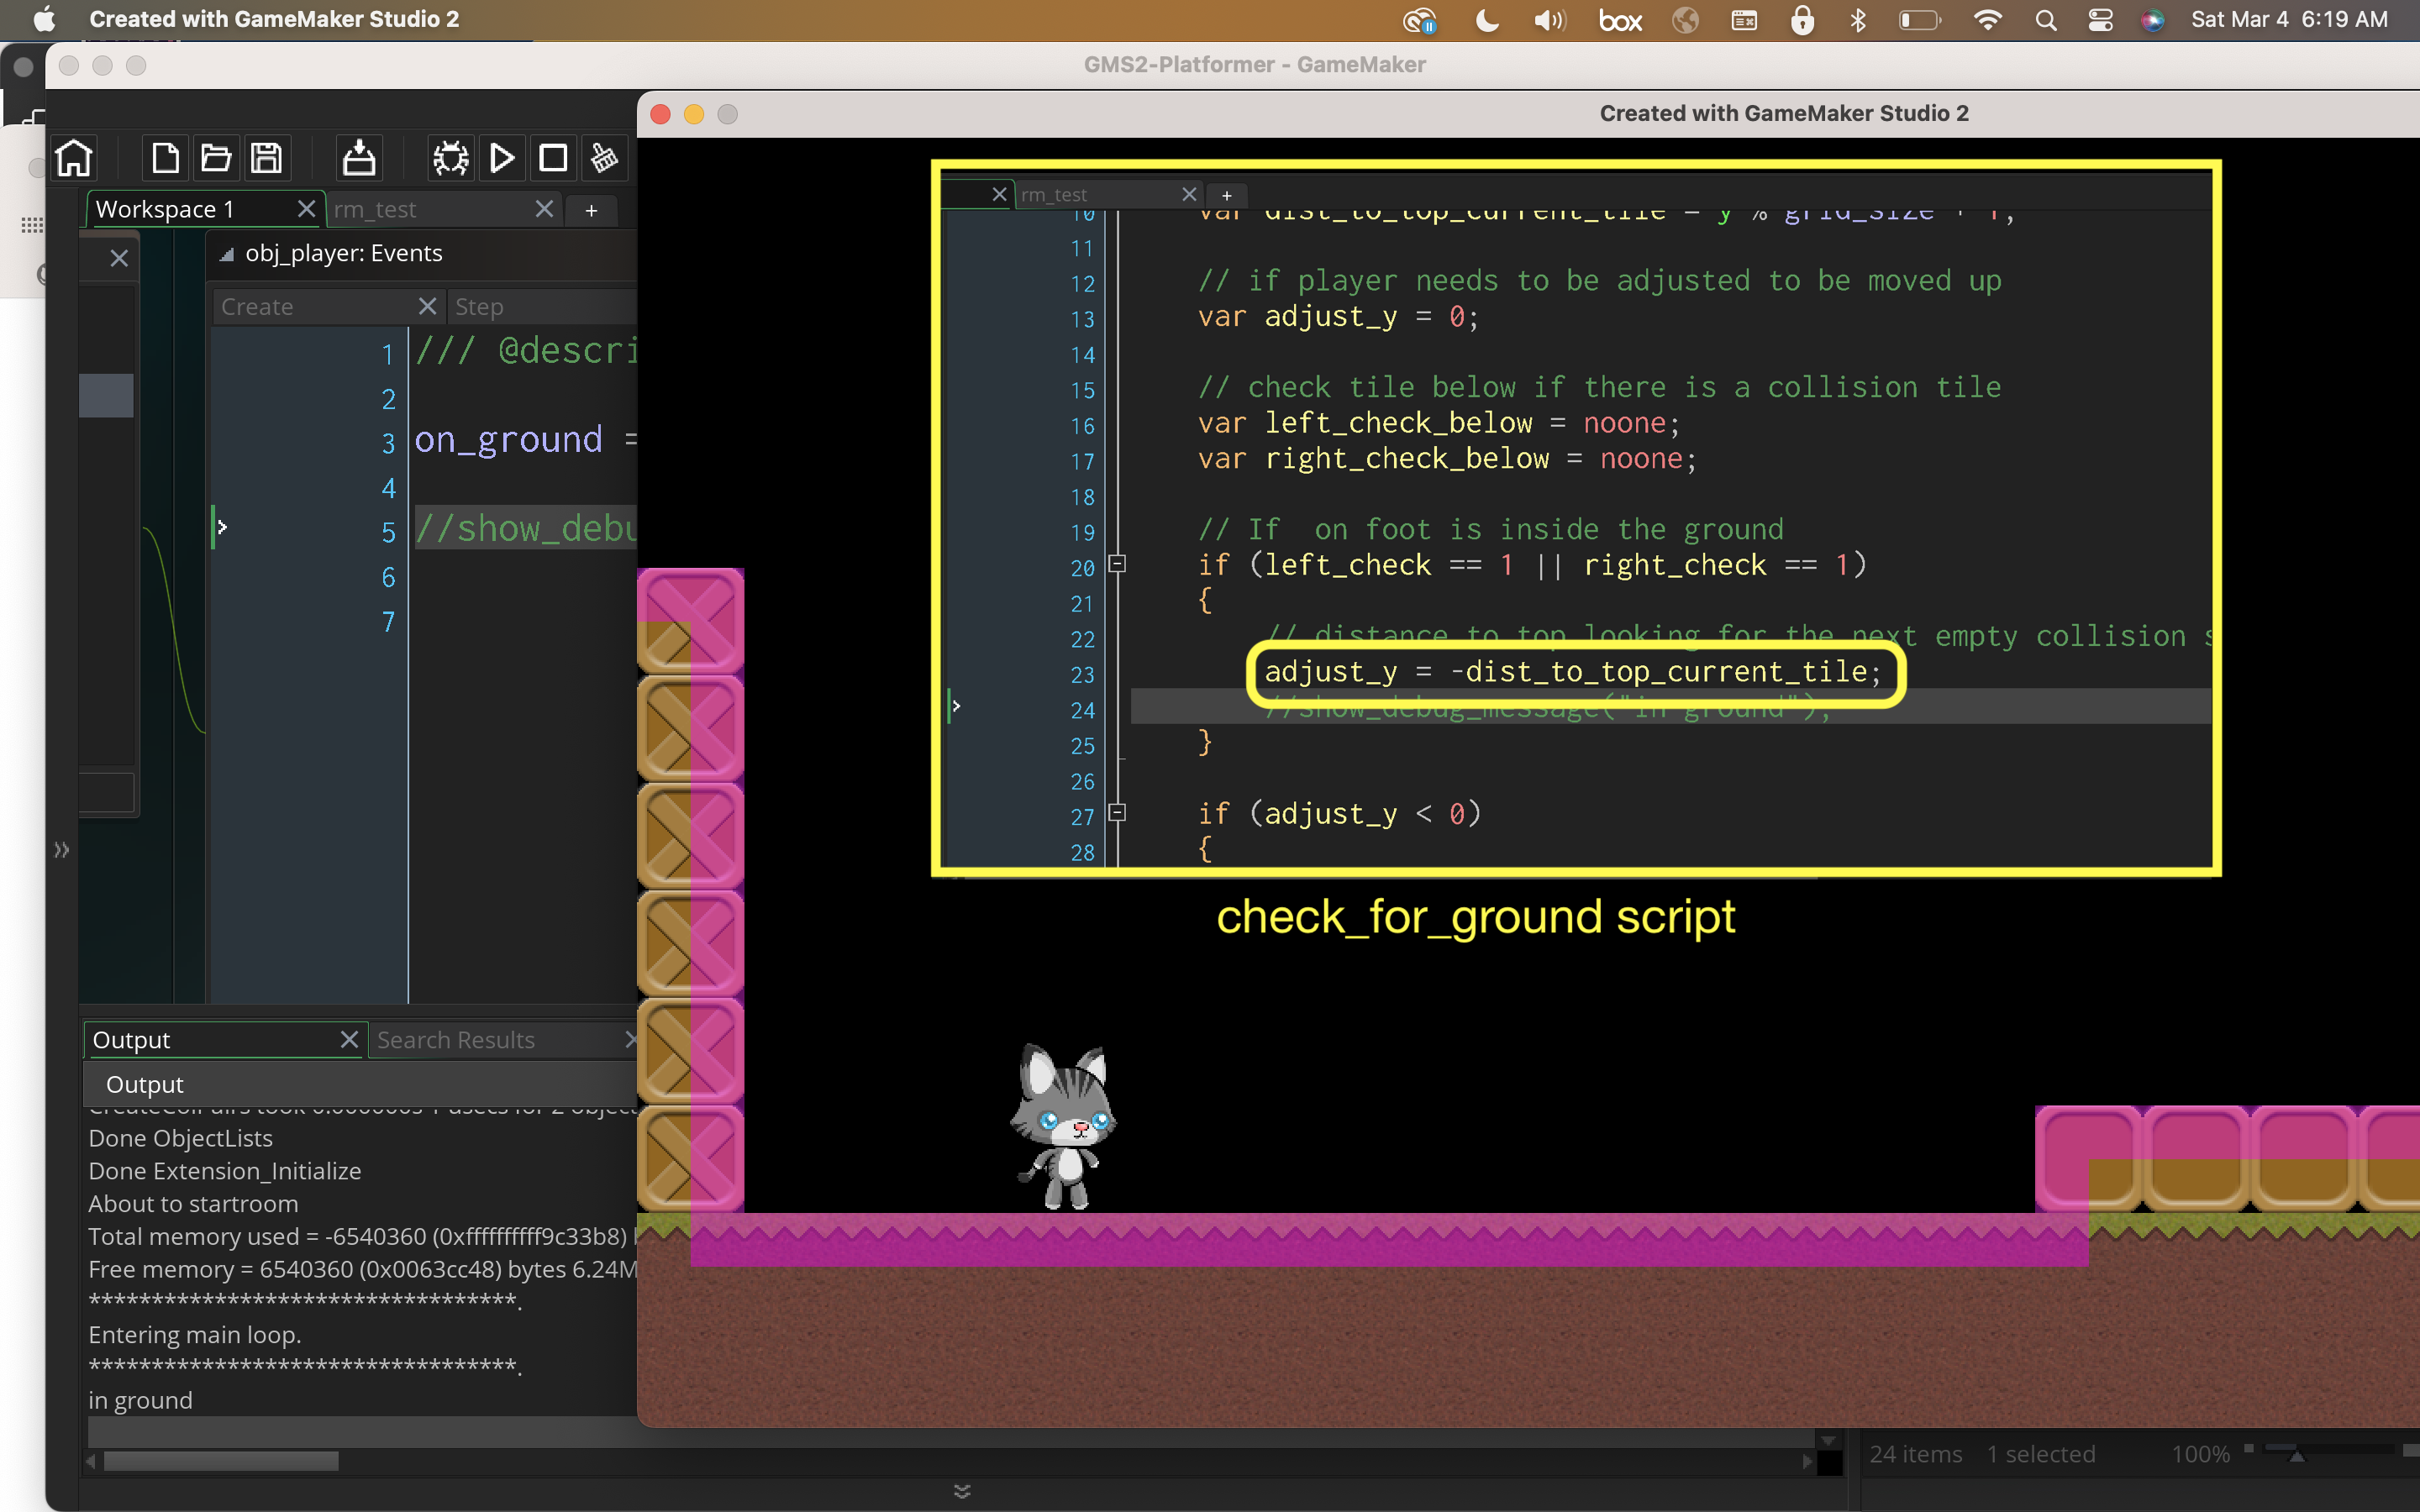 Created with GameMaker Studio 2
box
Sat Mar 4 6:19 AM
GMS2-Platformer - GameMaker
Created with GameMaker Studio 2
Workspace 1
rm_test
+
obj_player: Events
Create
Step
1 /// @descri
2
3 on_ground =
4
5 //show_debu
6
7
rm_test
+
10 var dist_to_top_current_tile = y % grid_size + 1;
11
12 // if player needs to be adjusted to be moved up
13 var adjust_y = 0;
14
15 // check tile below if there is a collision tile
16 var left_check_below = noone;
17 var right_check_below = noone;
18
19 // If  on foot is inside the ground
20 if (left_check == 1 || right_check == 1)
21 {
22 // distance to top looking for the next empty collision s
23 adjust_y = -dist_to_top_current_tile;
24 //show_debug_message("in ground");
25 }
26
27 if (adjust_y < 0)
28 {
check_for_ground script
Output
Search Results
Output
Done ObjectLists
Done Extension_Initialize
About to startroom
Total memory used = -6540360 (0xffffffffff9c33b8) b
Free memory = 6540360 (0x0063cc48) bytes 6.24M
*********************************.
Entering main loop.
*********************************.
in ground
24 items
1 selected
100%